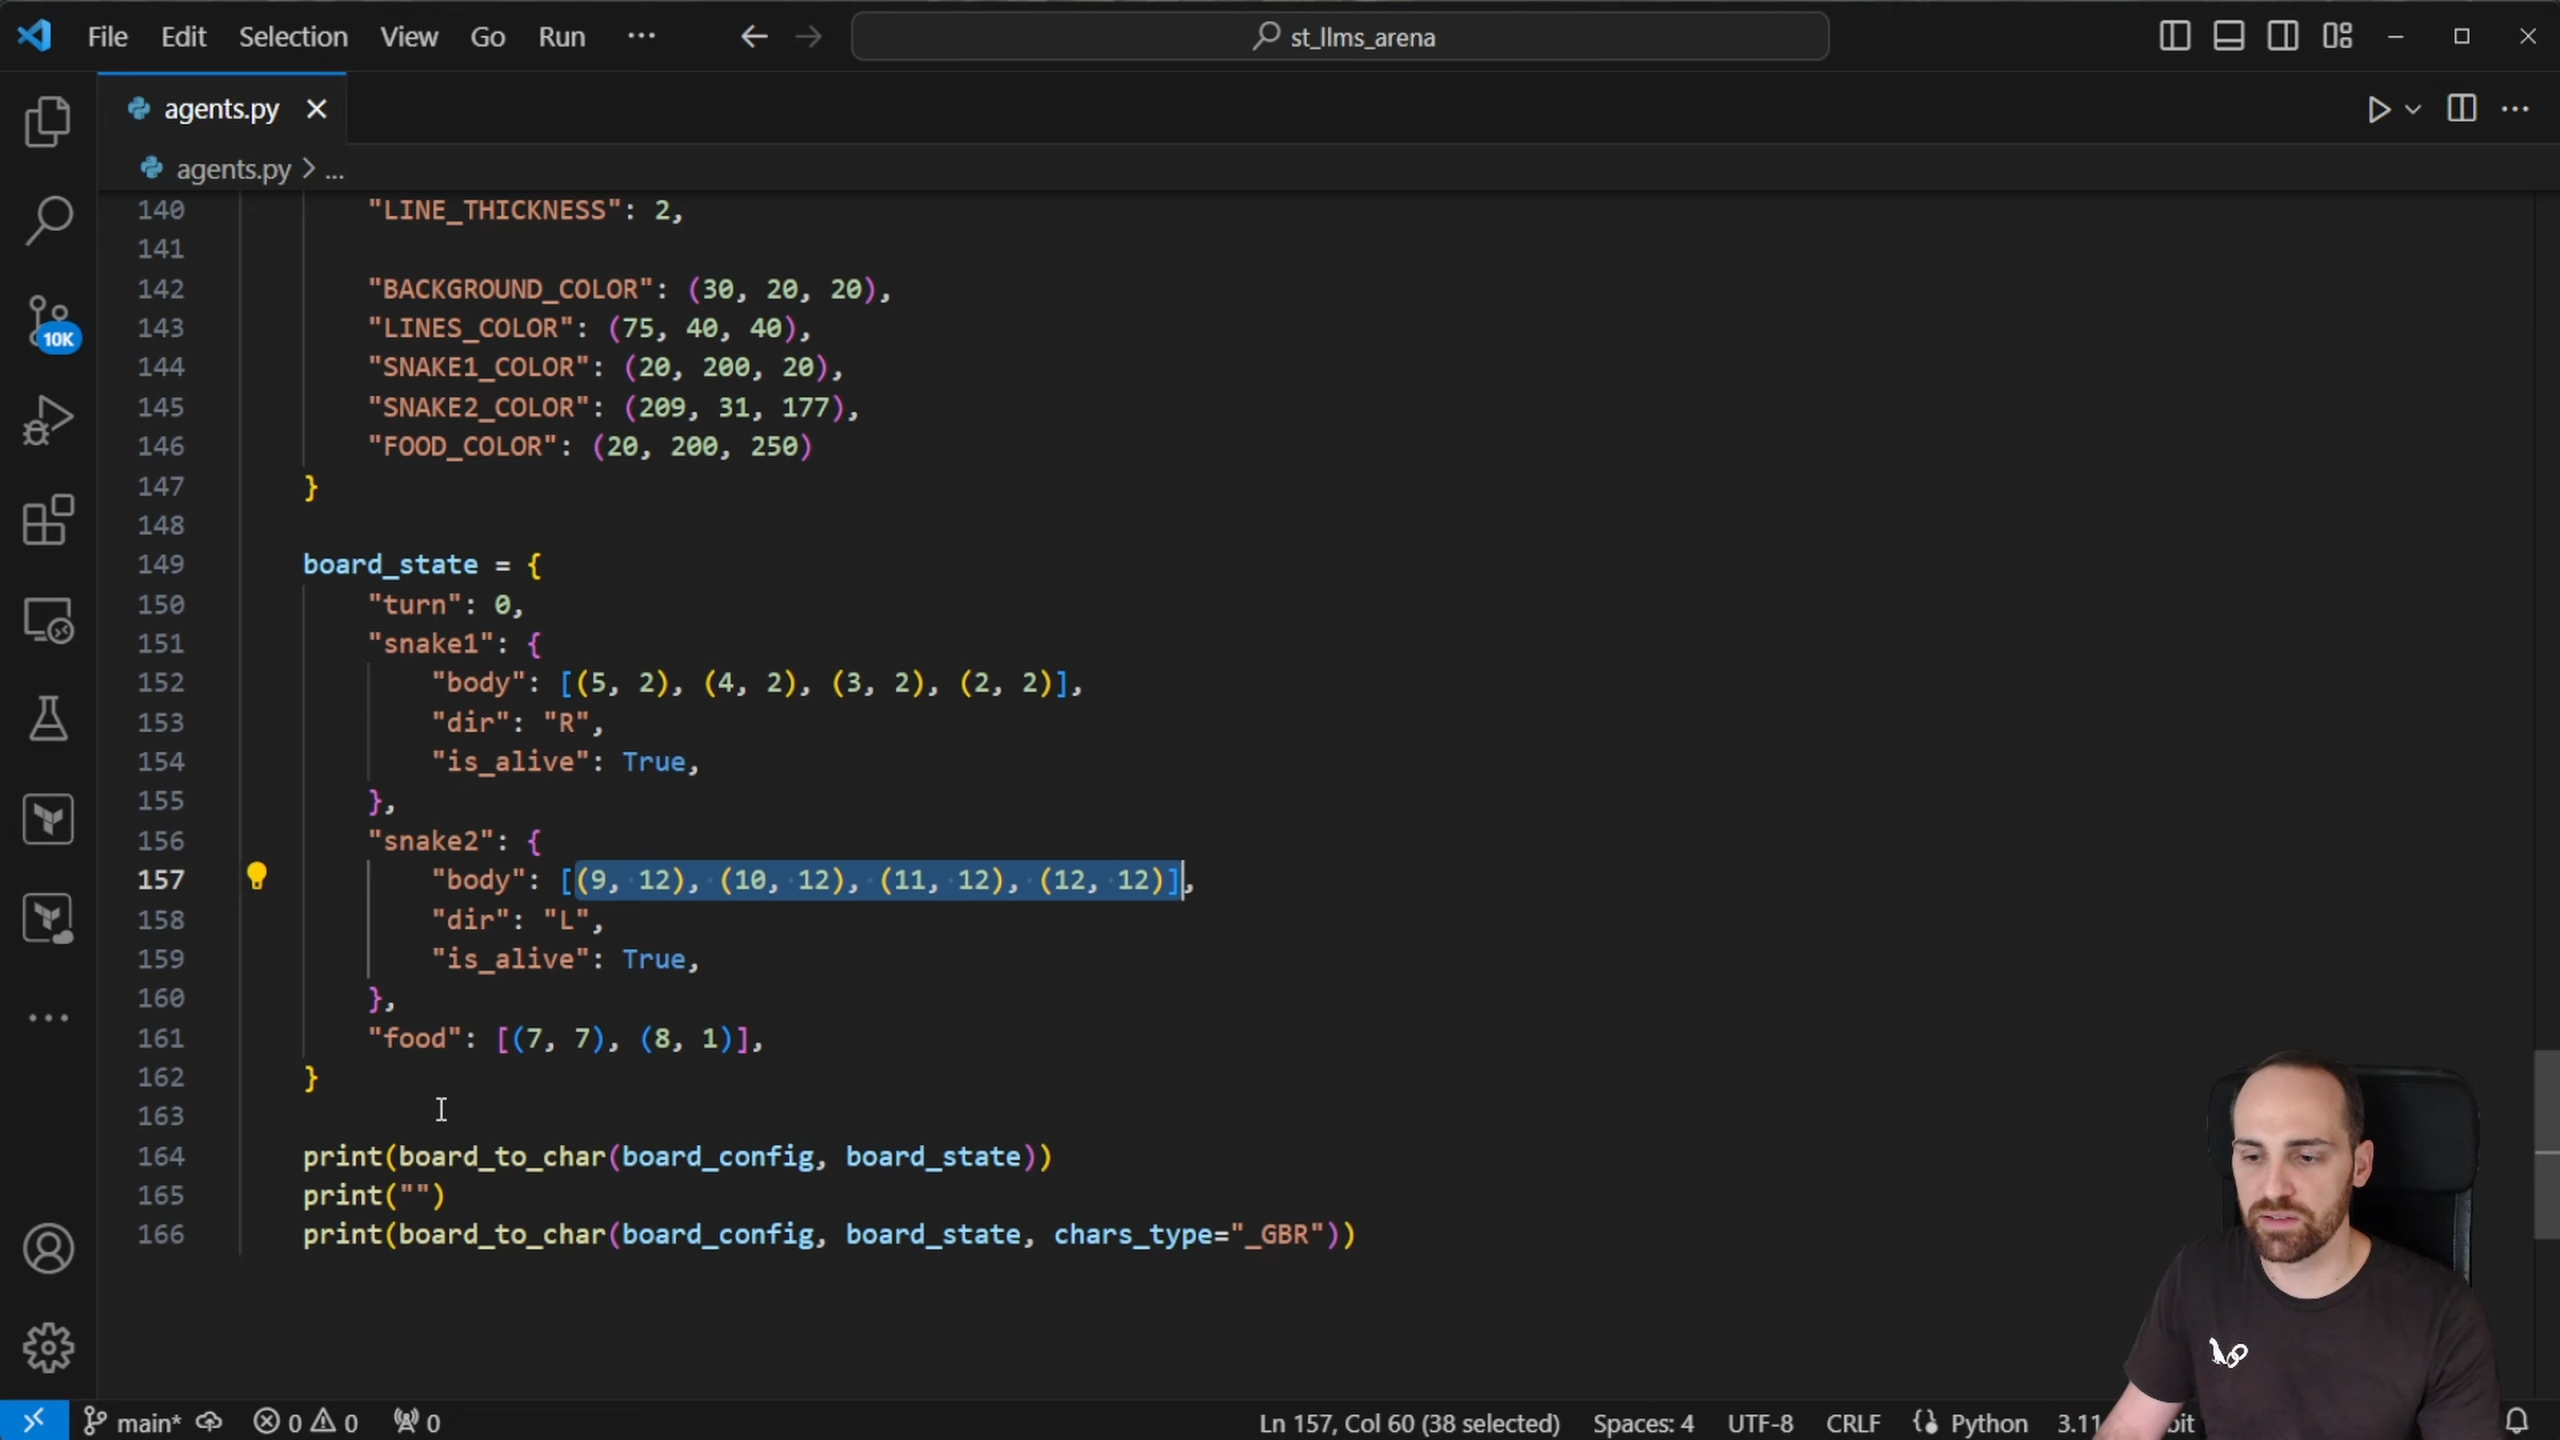 File Edit Selection View Go Run ··· st_llms_arena
agents.py
agents.py > ...
10K
140 "LINE_THICKNESS": 2,
141
142 "BACKGROUND_COLOR": (30, 20, 20),
143 "LINES_COLOR": (75, 40, 40),
144 "SNAKE1_COLOR": (20, 200, 20),
145 "SNAKE2_COLOR": (209, 31, 177),
146 "FOOD_COLOR": (20, 200, 250)
147 }
148
149 board_state = {
150 "turn": 0,
151 "snake1": {
152 "body": [(5, 2), (4, 2), (3, 2), (2, 2)],
153 "dir": "R",
154 "is_alive": True,
155 },
156 "snake2": {
157 "body": [(9, 12), (10, 12), (11, 12), (12, 12)],
158 "dir": "L",
159 "is_alive": True,
160 },
161 "food": [(7, 7), (8, 1)],
162 }
163
164 print(board_to_char(board_config, board_state))
165 print("")
166 print(board_to_char(board_config, board_state, chars_type="_GBR"))
main* 0 0 0 Ln 157, Col 60 (38 selected) Spaces: 4 UTF-8 CRLF Python